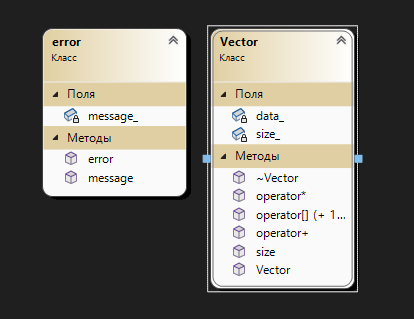 error
Класс
Поля
message_
Методы
error
message
Vector
Класс
Поля
data_
size_
Методы
~Vector
operator*
operator[] (+ 1...
operator+
size
Vector